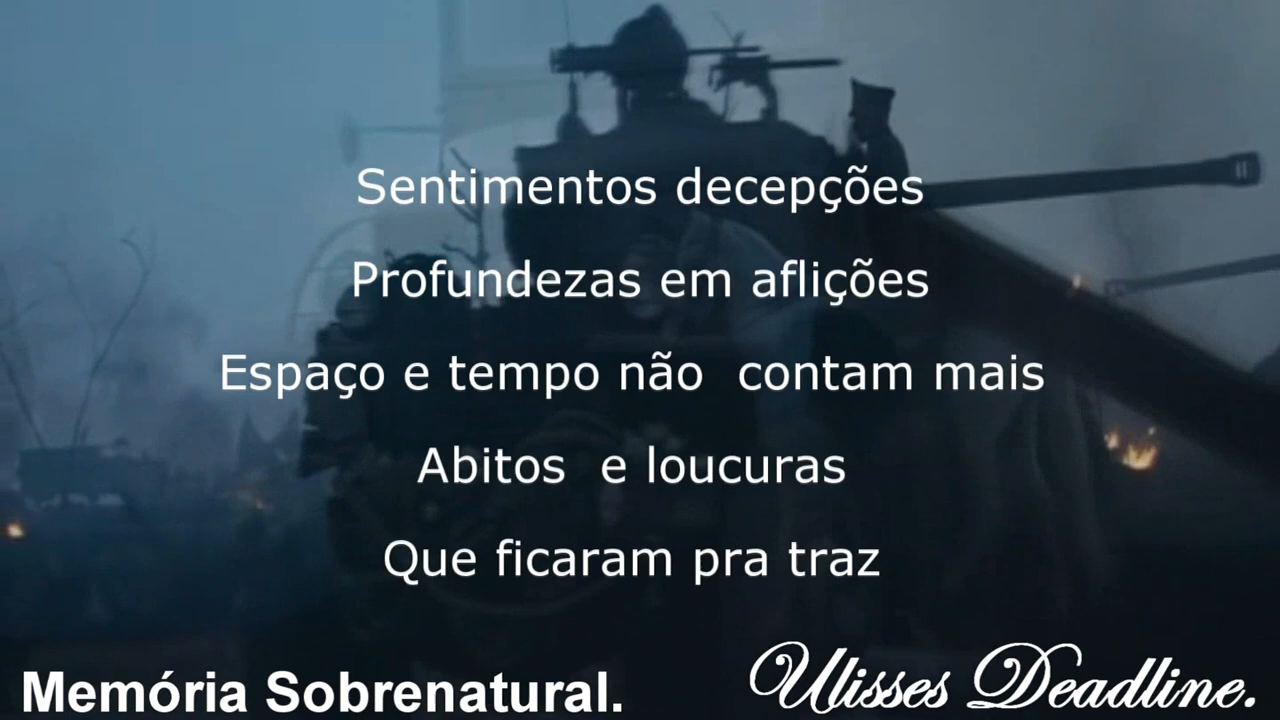 Sentimentos decepções
Profundezas em aflições
Espaço e tempo não  contam mais
Abitos  e loucuras
Que ficaram pra traz
Memória Sobrenatural.
Ulisses Deadline.